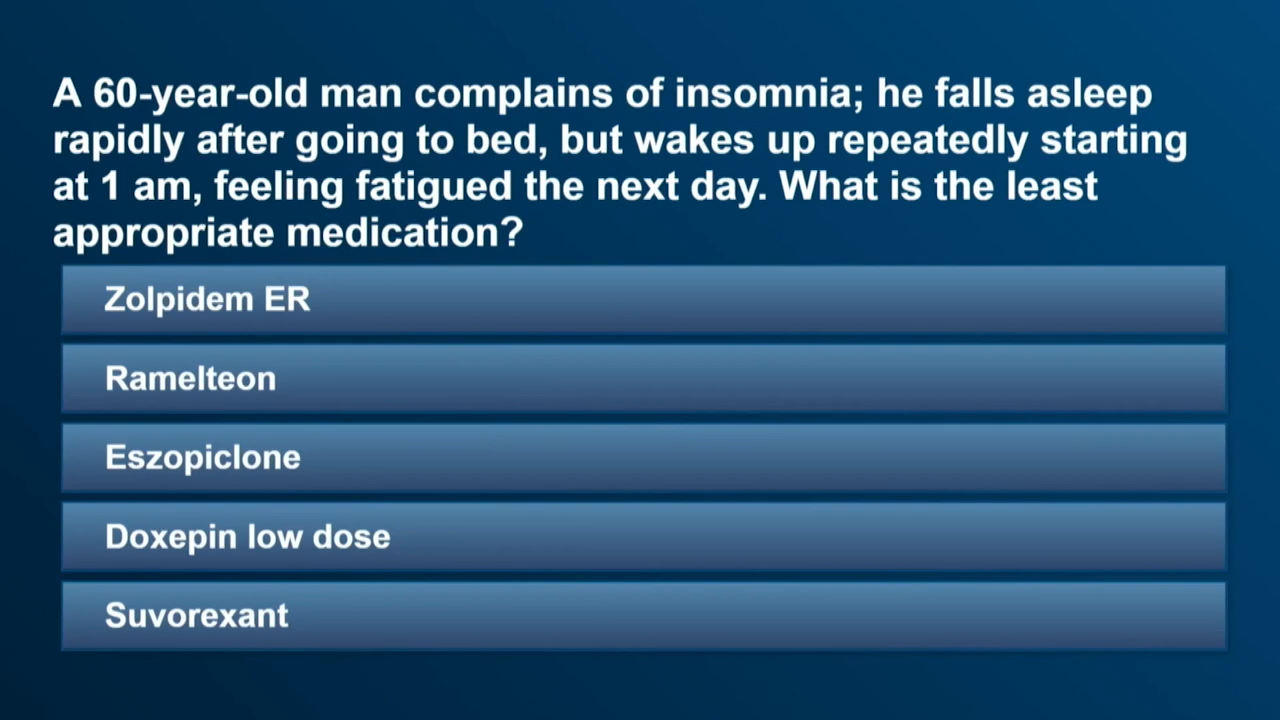 A 60-year-old man complains of insomnia; he falls asleep
rapidly after going to bed, but wakes up repeatedly starting
at 1 am, feeling fatigued the next day. What is the least
appropriate medication?
Zolpidem ER
Ramelteon
Eszopiclone
Doxepin low dose
Suvorexant